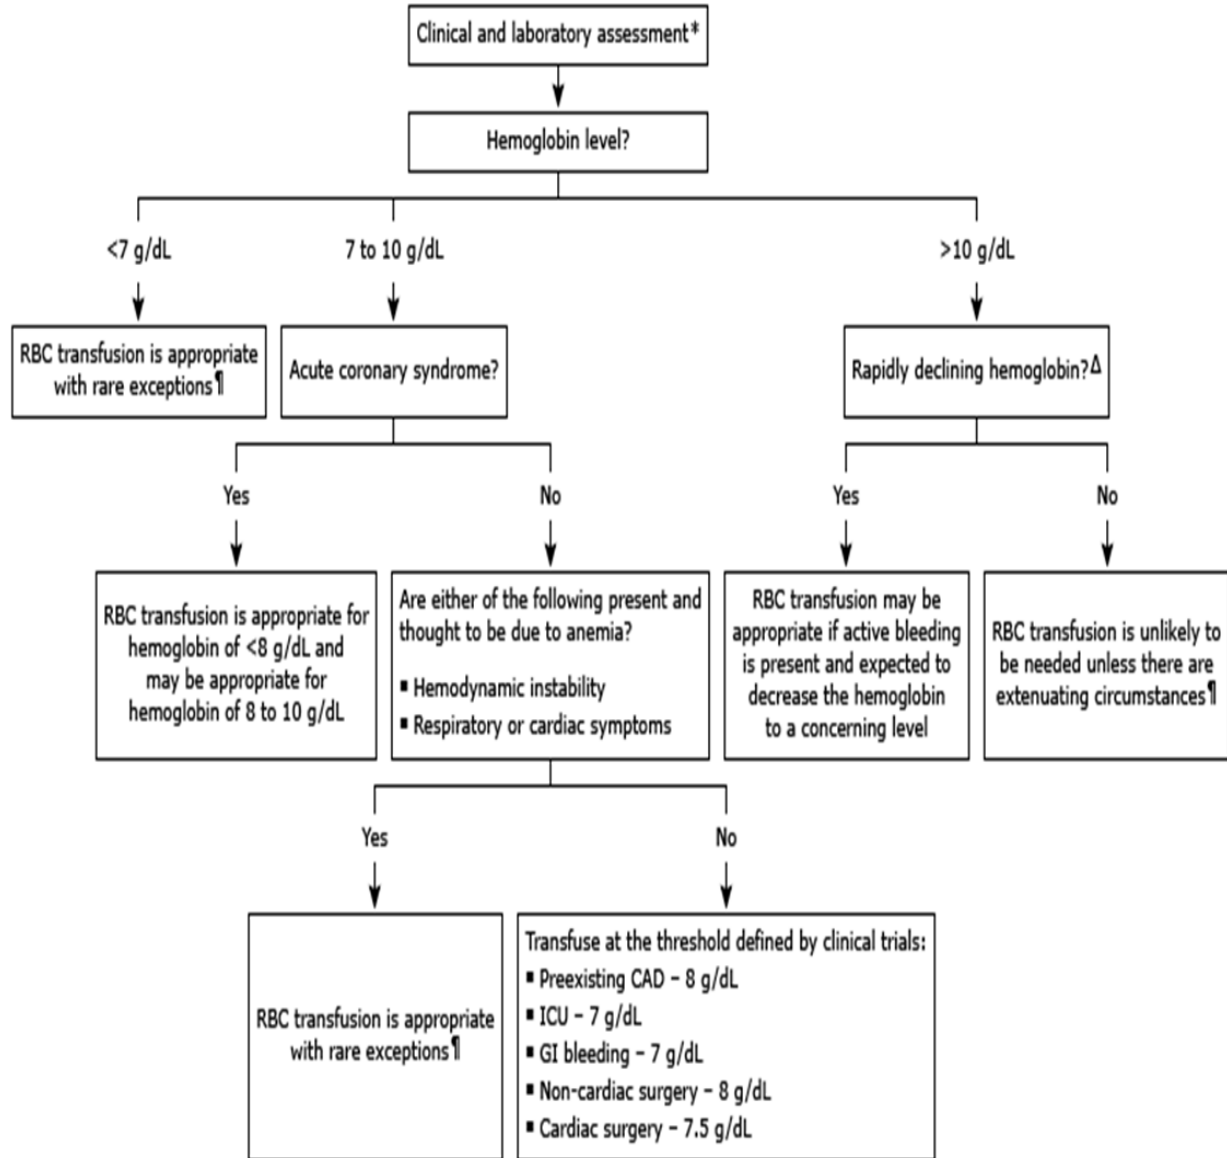 Clinical and laboratory assessment*
Hemoglobin level?
<7 g/dL
7 to 10 g/dL
>10 g/dL
RBC transfusion is appropriate
with rare exceptions¶
Acute coronary syndrome?
Rapidly declining hemoglobin?Δ
Yes
No
Yes
No
RBC transfusion is appropriate for
hemoglobin of <8 g/dL and
may be appropriate for
hemoglobin of 8 to 10 g/dL
Are either of the following present and
thought to be due to anemia?
▪ Hemodynamic instability
▪ Respiratory or cardiac symptoms
RBC transfusion may be
appropriate if active bleeding
is present and expected to
decrease the hemoglobin
to a concerning level
RBC transfusion is unlikely to
be needed unless there are
extenuating circumstances¶
Yes
No
RBC transfusion is appropriate
with rare exceptions¶
Transfuse at the threshold defined by clinical trials:
▪ Preexisting CAD – 8 g/dL
▪ ICU – 7 g/dL
▪ GI bleeding – 7 g/dL
▪ Non-cardiac surgery – 8 g/dL
▪ Cardiac surgery – 7.5 g/dL